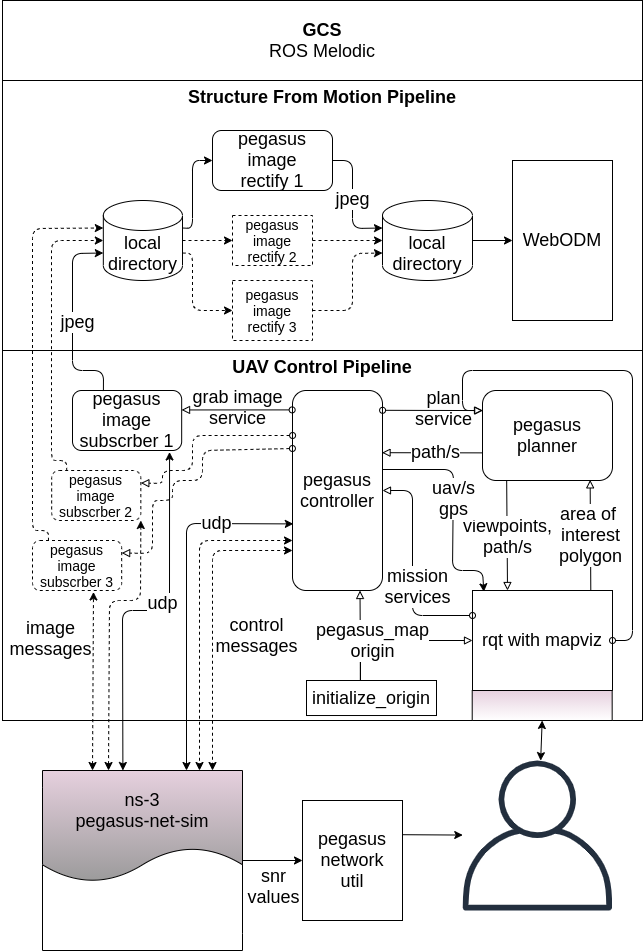 GCS
ROS Melodic
Structure From Motion Pipeline
pegasus
image
rectify 1
jpeg
local
directory
pegasus
image
rectify 2
local
directory
WebODM
pegasus
image
rectify 3
jpeg
UAV Control Pipeline
pegasus
image
subscrber 1
grab image
service
pegasus
controller
plan
service
pegasus
planner
path/s
uav/s
gps
viewpoints,
path/s
area of
interest
polygon
pegasus
image
subscrber 2
pegasus
image
subscrber 3
udp
udp
image
messages
control
messages
mission
services
pegasus_map
origin
rqt with mapviz
initialize_origin
ns-3
pegasus-net-sim
snr
values
pegasus
network
util